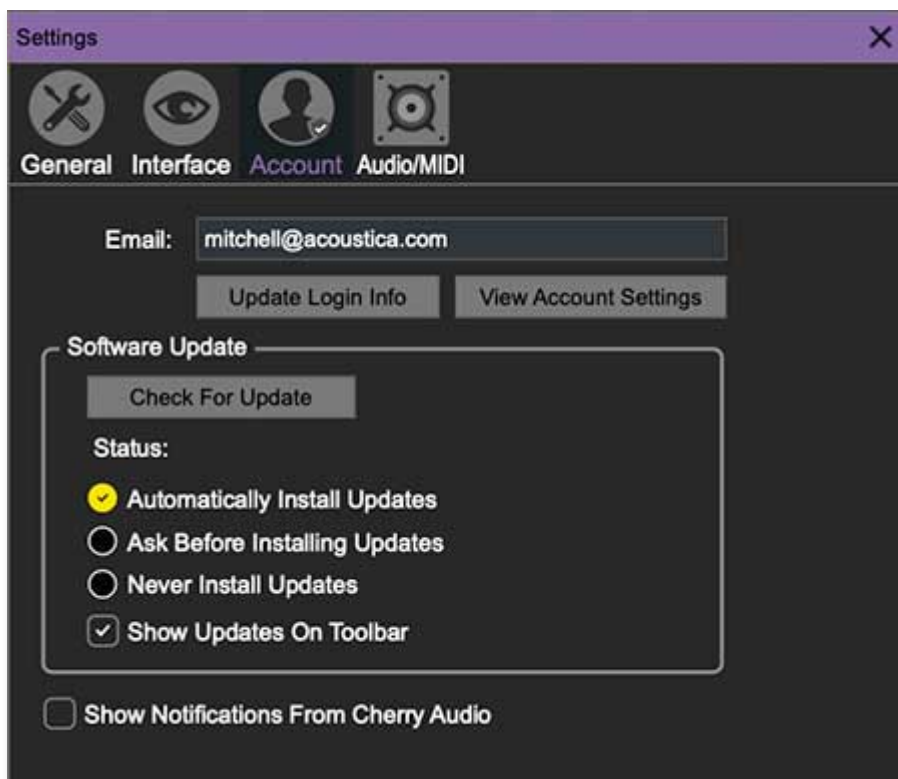 Settings
General Interface Account Audio/MIDI
Email: mitchell@acoustica.com
Update Login Info View Account Settings
Software Update
Check For Update
Status:
Automatically Install Updates
Ask Before Installing Updates
Never Install Updates
Show Updates On Toolbar
Show Notifications From Cherry Audio